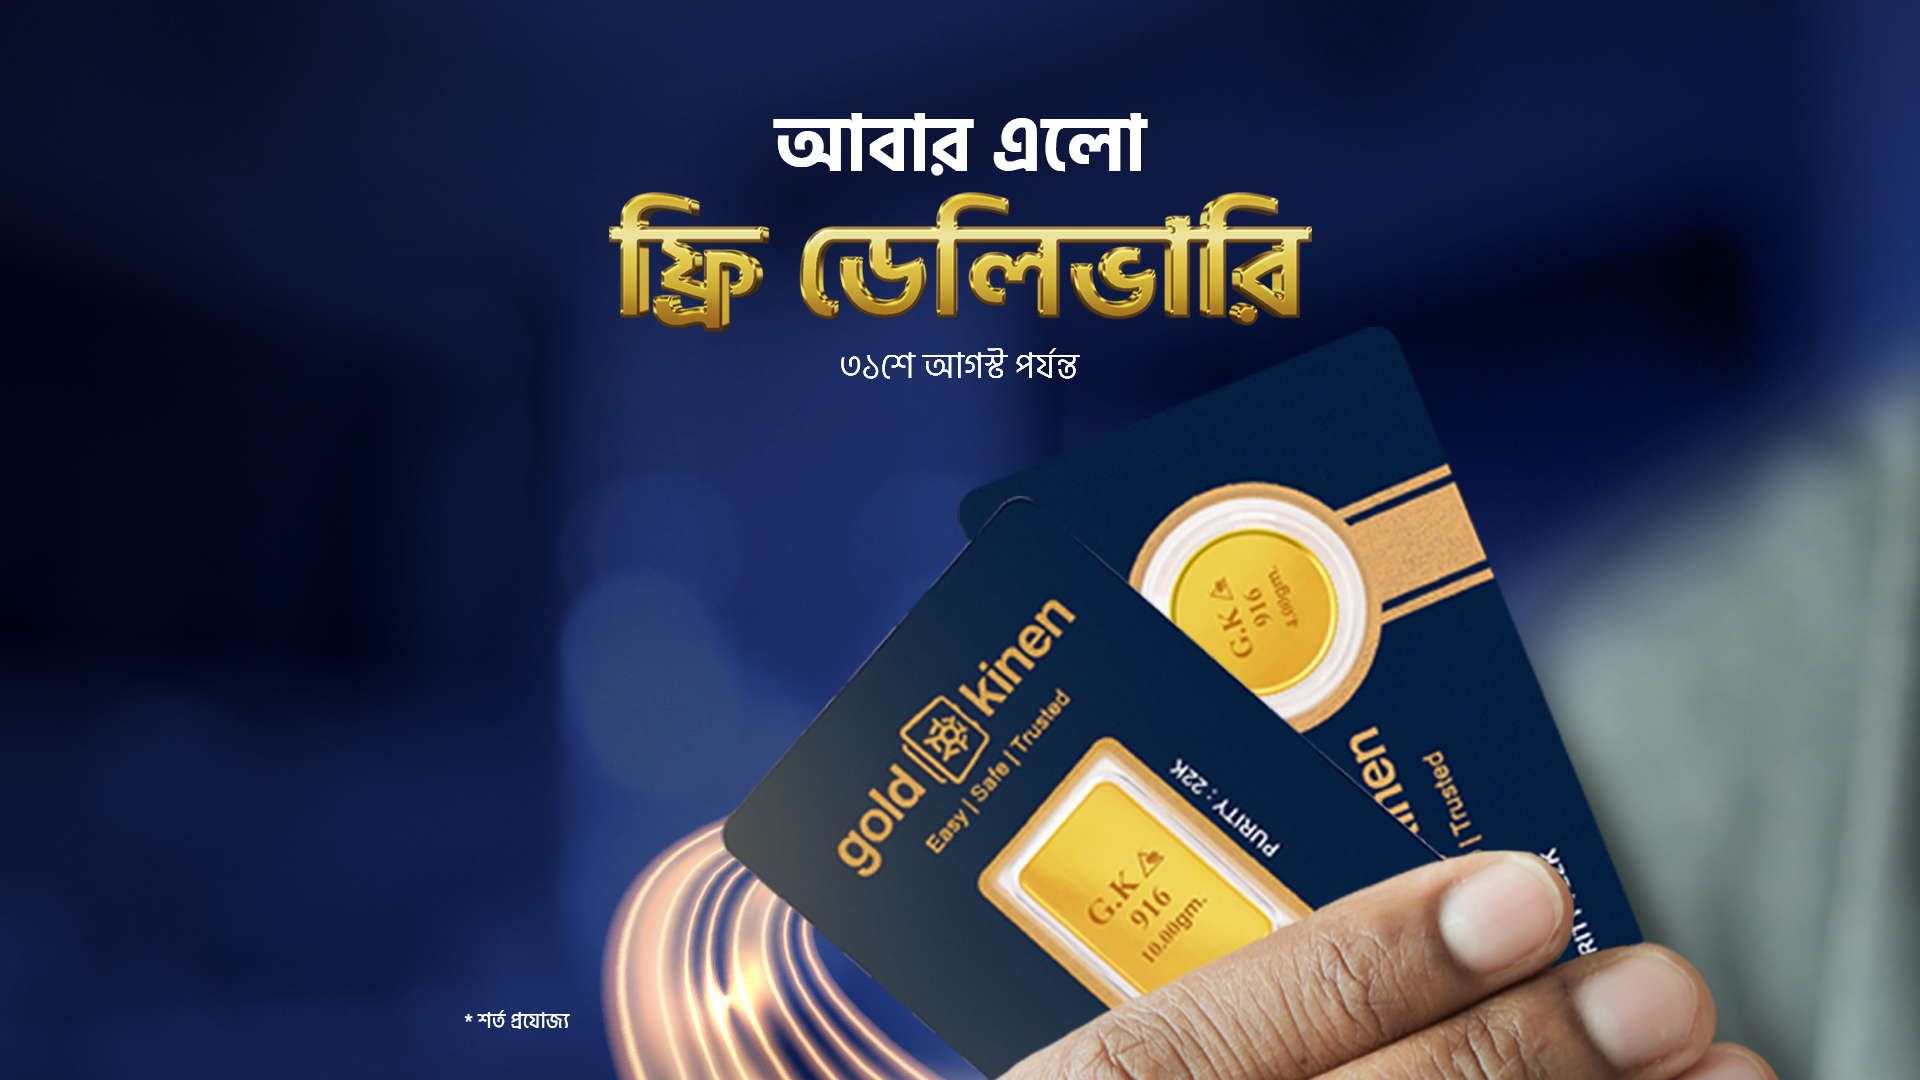 আবার এলো
ফ্রি ডেলিভারি
৩১শে আগস্ট পর্যন্ত
gold kinen
Easy | Safe | Trusted
PURITY : 22K
G.K
916
10.00gm.
G.K
916
4.00gm.
| Trusted
* শর্ত প্রযোজ্য